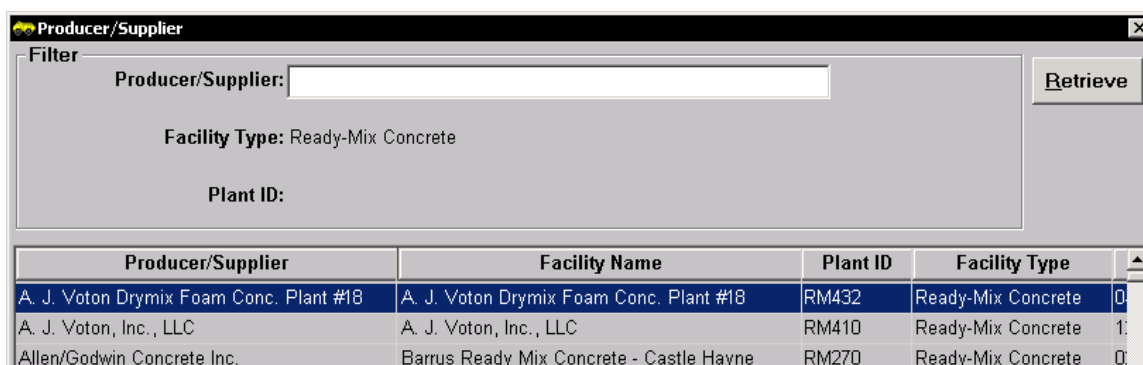 Producer/Supplier
Filter
Producer/Supplier:
Retrieve
Facility Type: Ready-Mix Concrete
Plant ID:
Producer/Supplier Facility Name Plant ID Facility Type
A. J. Voton Drymix Foam Conc. Plant #18 A. J. Voton Drymix Foam Conc. Plant #18 RM432 Ready-Mix Concrete
A. J. Voton, Inc., LLC A. J. Voton, Inc., LLC RM410 Ready-Mix Concrete
Allen/Godwin Concrete Inc. Barrus Ready Mix Concrete - Castle Hayne RM270 Ready-Mix Concrete